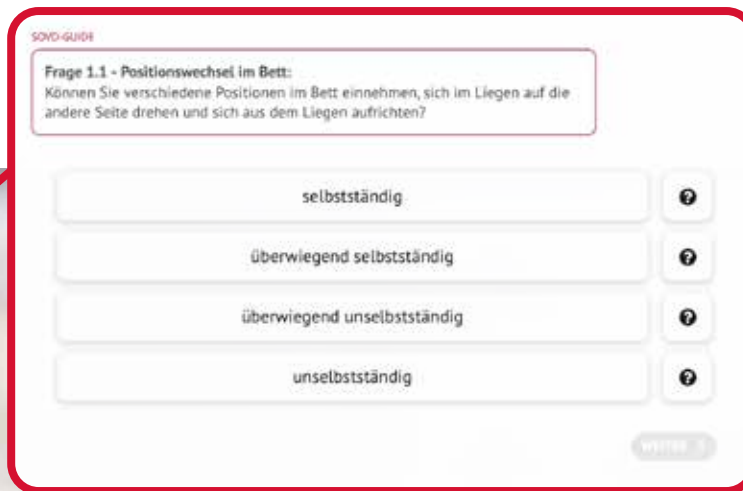 SOVD-GUIDE
Frage 1.1 - Positionswechsel im Bett:
Können Sie verschiedene Positionen im Bett einnehmen, sich im Liegen auf die
andere Seite drehen und sich aus dem Liegen aufrichten?
selbstständig
überwiegend selbstständig
überwiegend unselbstständig
unselbstständig
WEITER